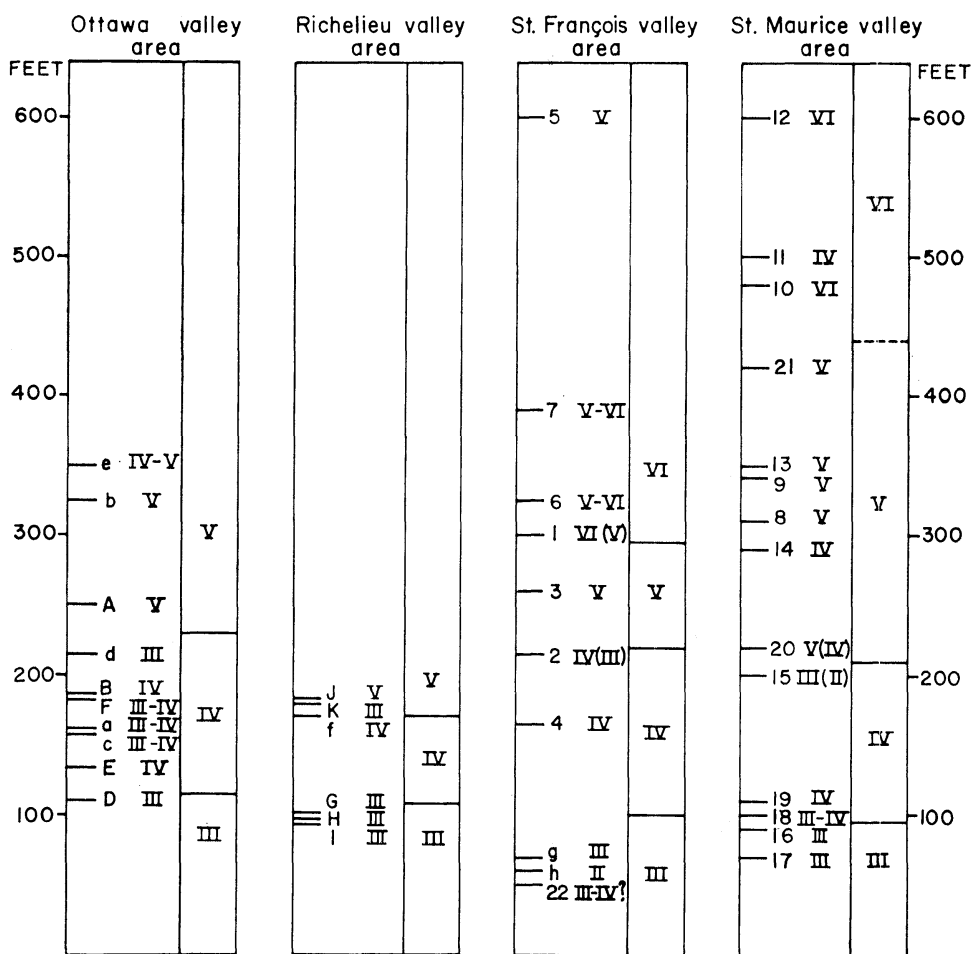 Ottawa valley area
FEET
600
500
400
300
200
100
e IV-V
b V
A V
d III
B IV
F III-IV
a III-IV
c III-IV
E IV
D III
V
IV
III
Richelieu valley area
J V
K III
f IV
G III
H III
I III
V
IV
III
St. François valley area
5 V
7 V-VI
6 V-VI
1 VI(V)
3 V
2 IV(III)
4 IV
g III
h II
22 III-IV?
VI
V
IV
III
St. Maurice valley area
12 VI
11 IV
10 VI
21 V
13 V
9 V
8 V
14 IV
20 V(IV)
15 III(II)
19 IV
18 III-IV
16 III
17 III
VI
V
IV
III
FEET
600
500
400
300
200
100